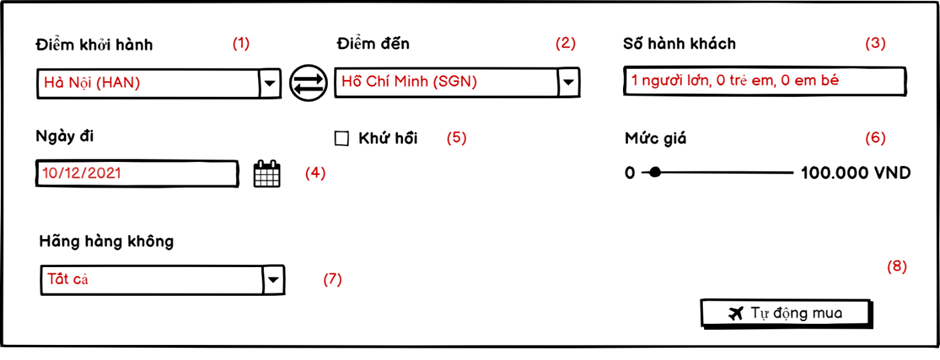 Điểm khởi hành (1) Điểm đến (2) Số hành khách (3)
Hà Nội (HAN) Hồ Chí Minh (SGN) 1 người lớn, 0 trẻ em, 0 em bé
Ngày đi Khứ hồi (5) Mức giá (6)
10/12/2021 (4) 0 100.000 VND
Hãng hàng không
Tất cả (7) (8)
Tự động mua